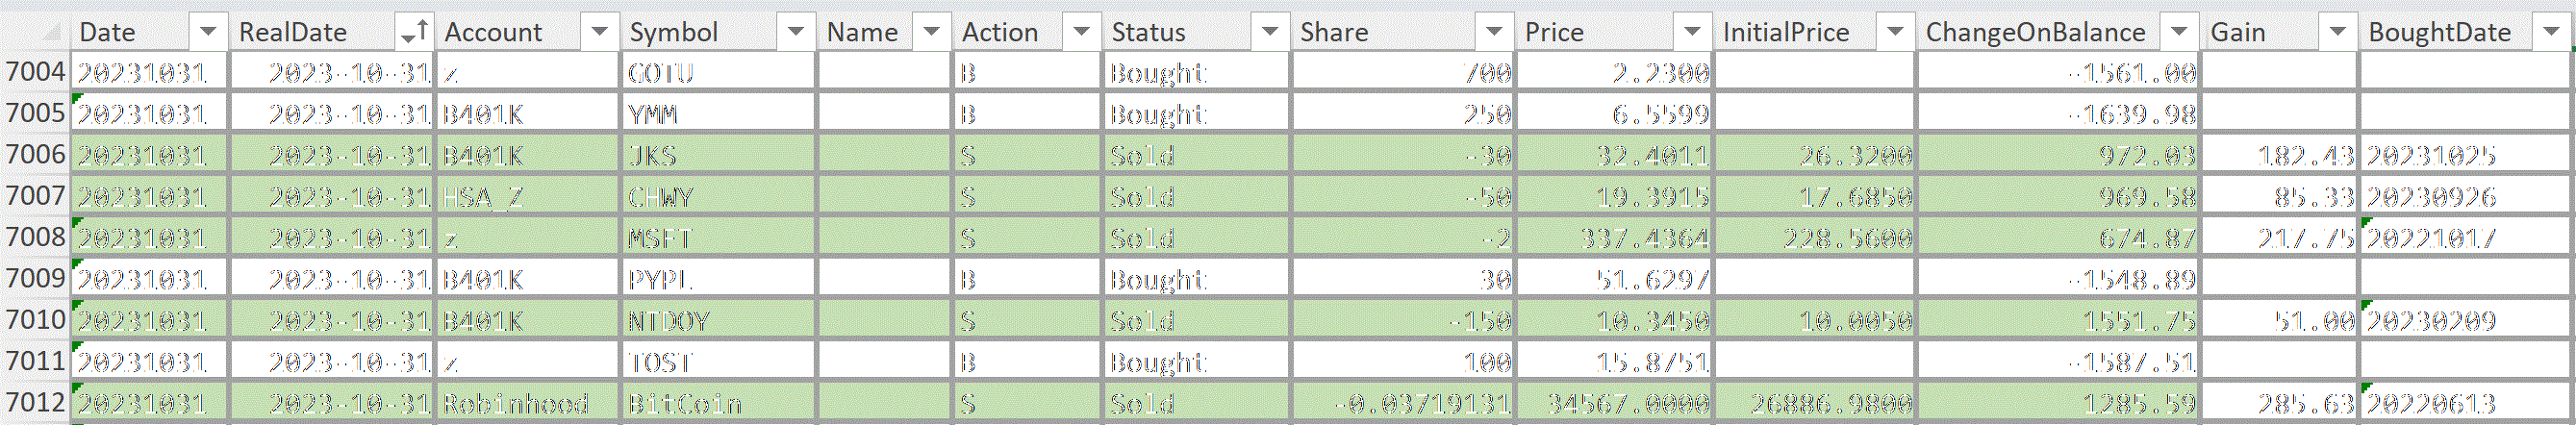 Date RealDate Account Symbol Name Action Status Share Price InitialPrice ChangeOnBalance Gain BoughtDate
7004 20231031 2023-10-31 z GOTU B Bought 700 2.2300 -1561.00
7005 20231031 2023-10-31 B401K YMM B Bought 250 6.5599 -1639.98
7006 20231031 2023-10-31 B401K JKS S Sold -30 32.4011 26.3200 972.03 182.43 20231025
7007 20231031 2023-10-31 HSA_Z CHWY S Sold -50 19.3915 17.6850 969.58 85.33 20230926
7008 20231031 2023-10-31 z MSFT S Sold -2 337.4364 228.5600 674.87 217.75 20221017
7009 20231031 2023-10-31 B401K PYPL B Bought 30 51.6297 -1548.89
7010 20231031 2023-10-31 B401K NTDOY S Sold -150 10.3450 10.0050 1551.75 51.00 20230209
7011 20231031 2023-10-31 z TOST B Bought 100 15.8751 -1587.51
7012 20231031 2023-10-31 Robinhood BitCoin S Sold -0.03719131 34567.0000 26886.9800 1285.59 285.63 20220613